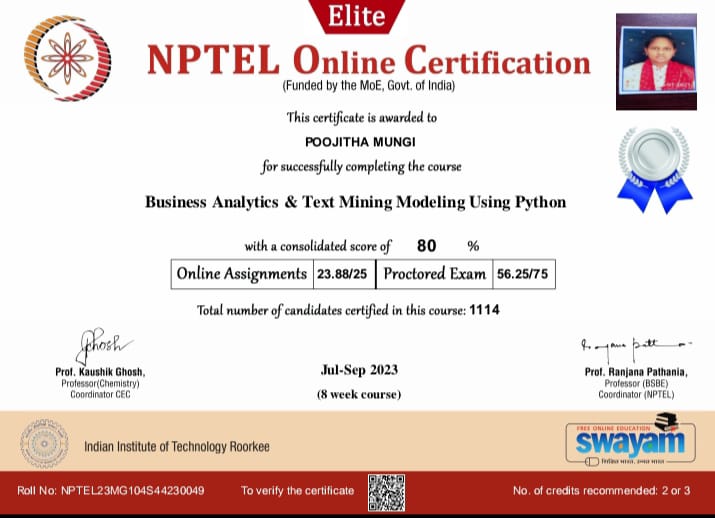 Elite
NPTEL Online Certification
(Funded by the MoE, Govt. of India)
This certificate is awarded to
POOJITHA MUNGI
for successfully completing the course
Business Analytics & Text Mining Modeling Using Python
with a consolidated score of 80 %
Online Assignments 23.88/25 Proctored Exam 56.25/75
Total number of candidates certified in this course: 1114
Prof. Kaushik Ghosh,
Professor(Chemistry)
Coordinator CEC
Jul-Sep 2023
(8 week course)
Prof. Ranjana Pathania,
Professor (BSBE)
Coordinator (NPTEL)
Indian Institute of Technology Roorkee
FREE ONLINE EDUCATION
swayam
शिक्षित भारत, उन्नत भारत
Roll No: NPTEL23MG104S44230049 To verify the certificate No. of credits recommended: 2 or 3